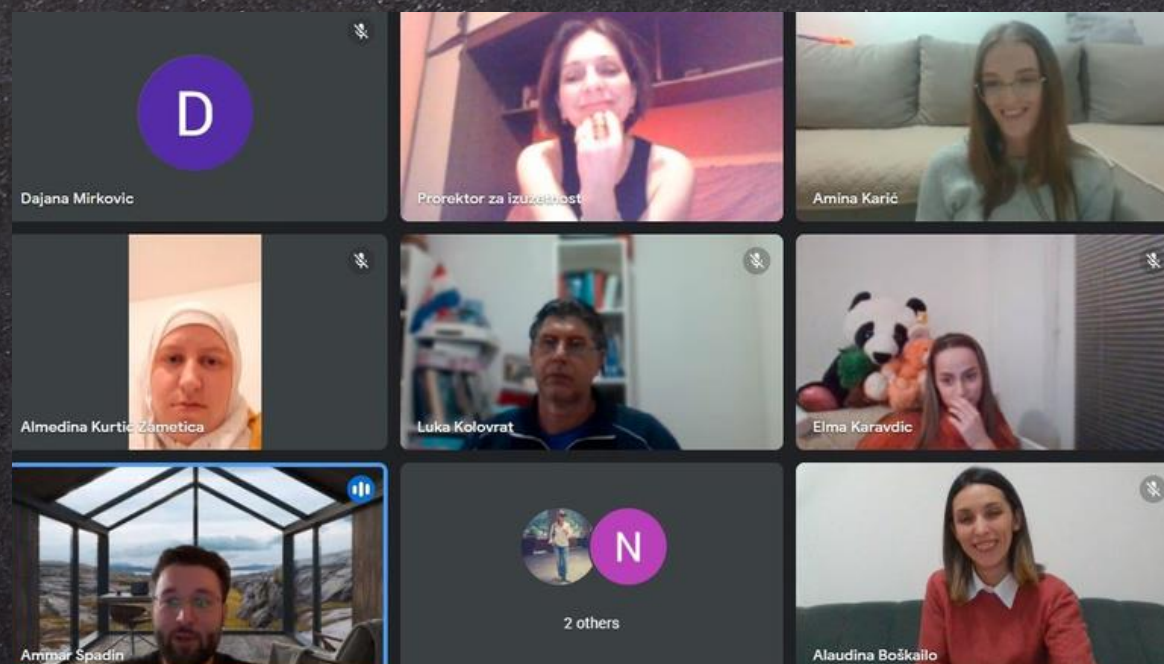 D
Dajana Mirkovic
Prorektor za izuzetnost
Amina Karić
Almedina Kurtić Zametica
Luka Kolovrat
Elma Karavdic
Ammar Spadin
N
2 others
Alaudina Boškailo